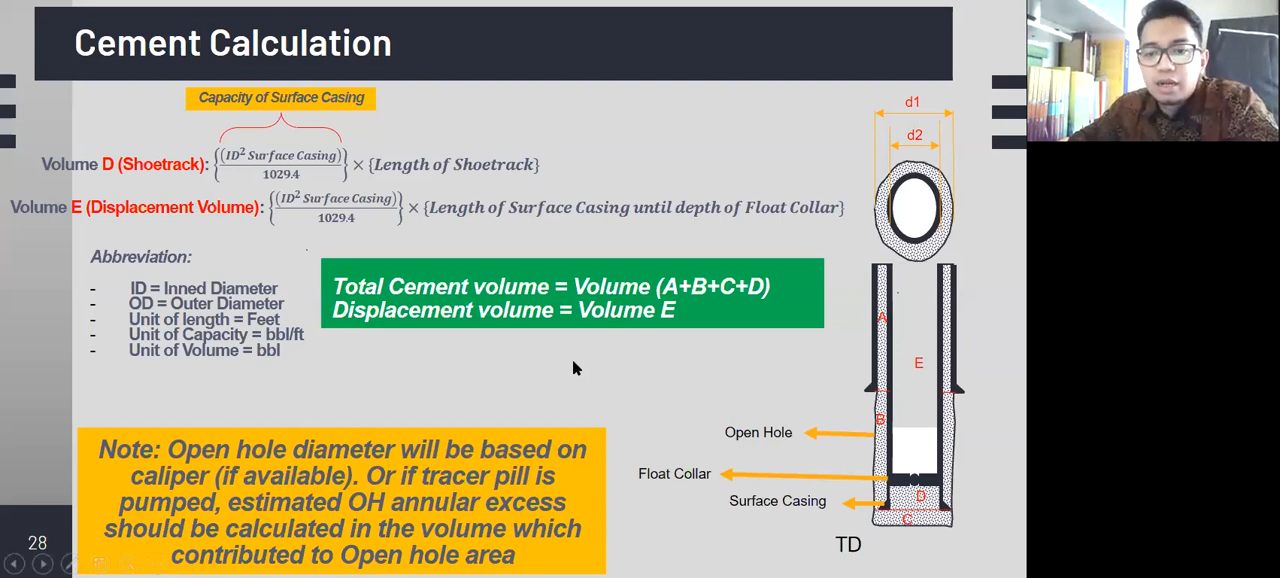 Cement Calculation
Capacity of Surface Casing
Volume D (Shoetrack): {(ID² Surface Casing)/1029.4} × {Length of Shoetrack}
Volume E (Displacement Volume): {(ID² Surface Casing)/1029.4} × {Length of Surface Casing until depth of Float Collar}
Abbreviation:
- ID = Inned Diameter
- OD = Outer Diameter
- Unit of length = Feet
- Unit of Capacity = bbl/ft
- Unit of Volume = bbl
Total Cement volume = Volume (A+B+C+D)
Displacement volume = Volume E
Note: Open hole diameter will be based on
caliper (if available). Or if tracer pill is
pumped, estimated OH annular excess
should be calculated in the volume which
contributed to Open hole area
d1
d2
A
E
B
Open Hole
Float Collar
D
Surface Casing
C
TD
28